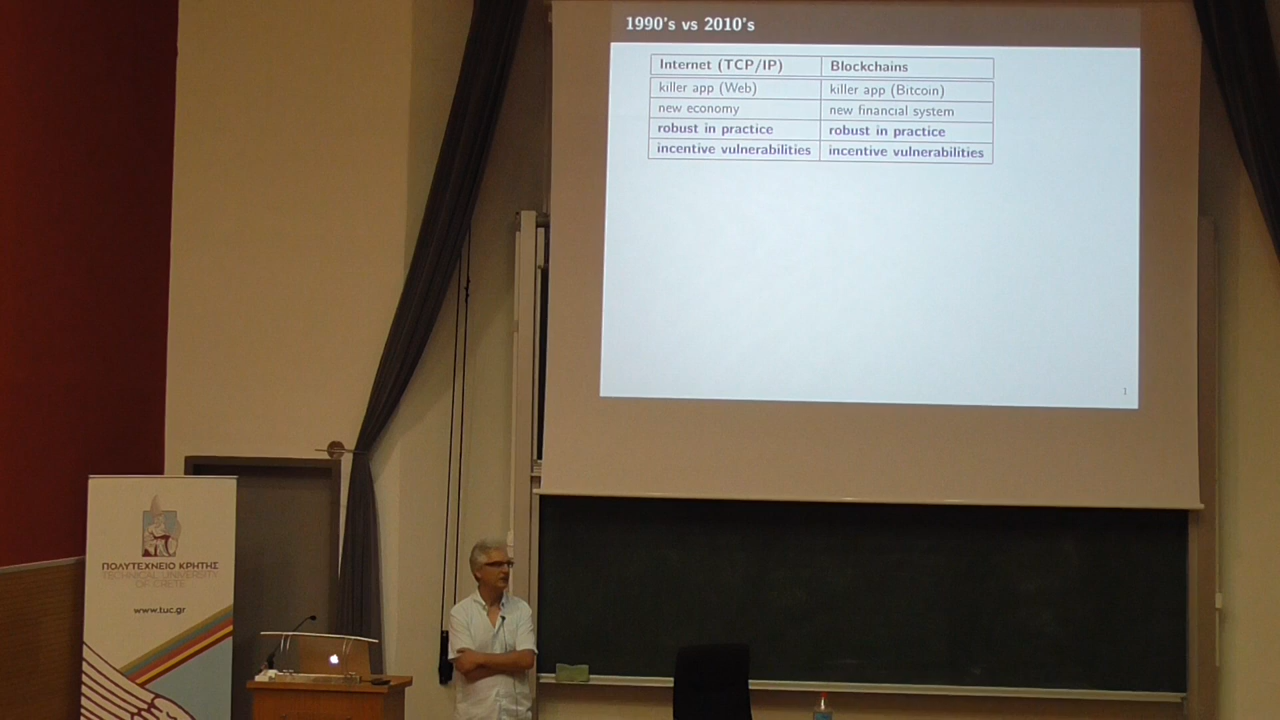 1990's vs 2010's
Internet (TCP/IP) Blockchains
killer app (Web) killer app (Bitcoin)
new economy new financial system
robust in practice robust in practice
incentive vulnerabilities incentive vulnerabilities
1
ΠΟΛΥΤΕΧΝΕΙΟ ΚΡΗΤΗΣ
TECHNICAL UNIVERSITY
OF CRETE
www.tuc.gr